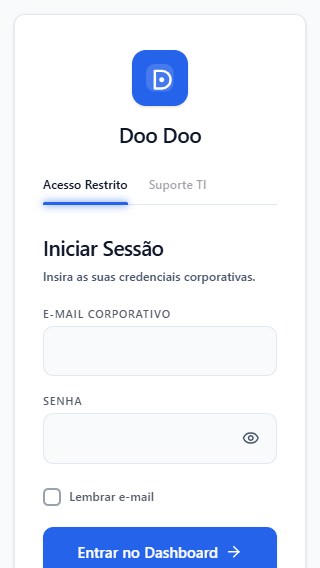 D
Doo Doo
Acesso Restrito
Suporte TI
Iniciar Sessão
Insira as suas credenciais corporativas.
E-MAIL CORPORATIVO
SENHA
Lembrar e-mail
Entrar no Dashboard →